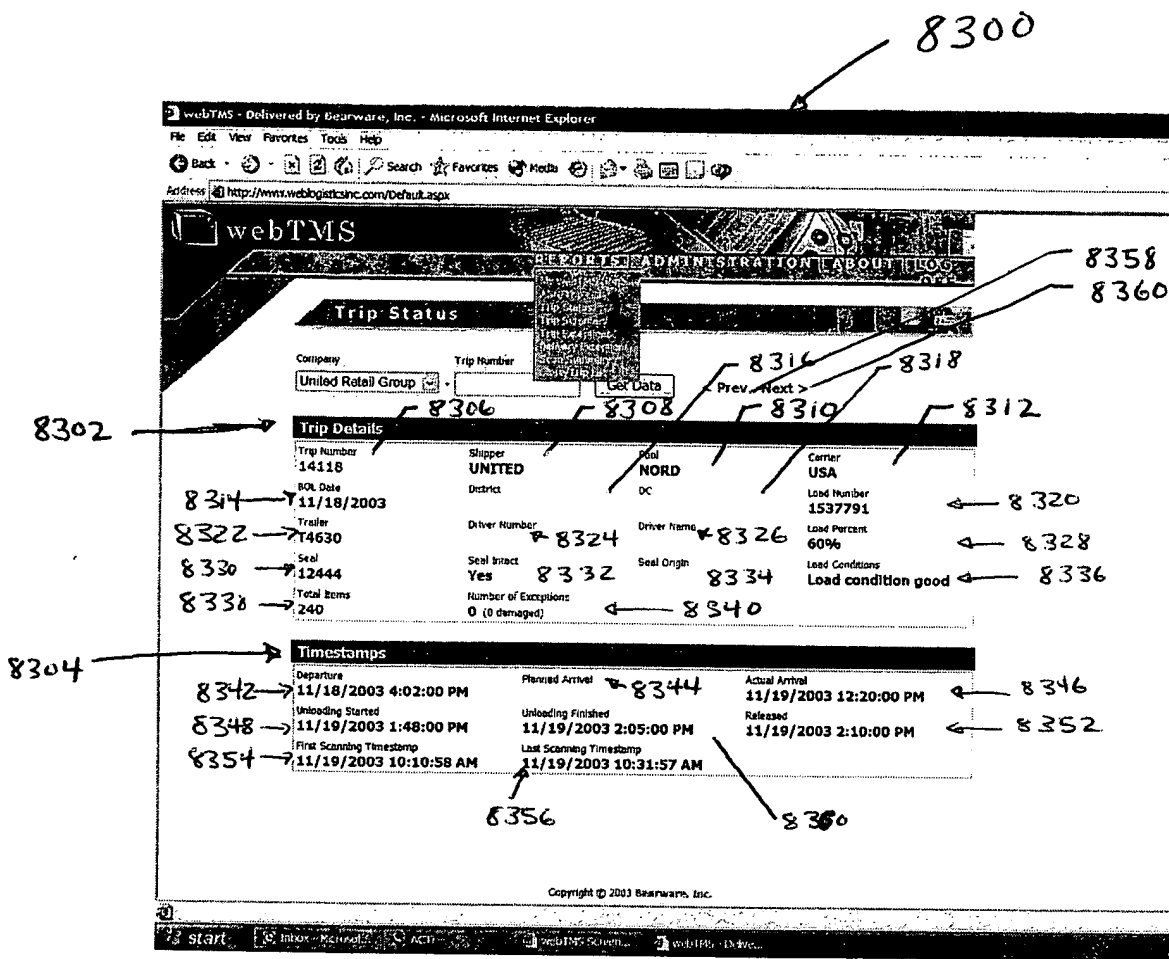 8300
webTMS - Delivered by Bearware, Inc. - Microsoft Internet Explorer
File Edit View Favorites Tools Help
Back Search Favorites Media
Address http://www.weblogisticsinc.com/Default.aspx
webTMS
REPORTS ADMINISTRATION ABOUT LOG
8358
8360
Trip Status
Trip Status
Company Trip Number 8316 8318
United Retail Group Get Data < Prev Next >
8306 8308 8310 8312
8302 Trip Details
Trip Number Shipper Pool Carrier
14118 UNITED NORD USA
BOL Date District DC Load Number
8314 11/18/2003 1537791 8320
Trailer Driver Number Driver Name Load Percent
8322 T4630 8324 8326 60% 8328
Seal Seal Intact Seal Origin Load Conditions
8330 12444 Yes 8332 8334 Load condition good 8336
Total Items Number of Exceptions
8338 240 0 (0 damaged) 8340
8304 Timestamps
Departure Planned Arrival Actual Arrival
8342 11/18/2003 4:02:00 PM 8344 11/19/2003 12:20:00 PM 8346
Unloading Started Unloading Finished Released
8348 11/19/2003 1:48:00 PM 11/19/2003 2:05:00 PM 11/19/2003 2:10:00 PM 8352
First Scanning Timestamp Last Scanning Timestamp
8354 11/19/2003 10:10:58 AM 11/19/2003 10:31:57 AM
8356
Copyright © 2003 Bearware, Inc.
start Inbox - Microsof... ACT! webTMS Screen... webTMS - Delive...